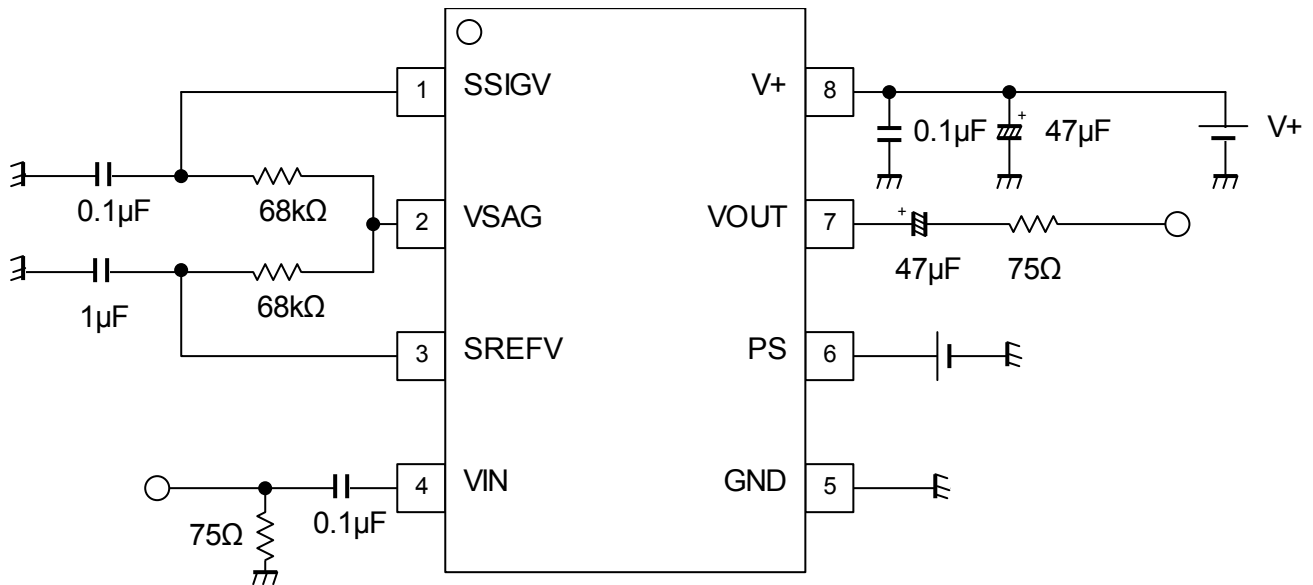 1 SSIGV V+ 8
0.1µF 47µF V+
0.1µF 68kΩ
2 VSAG VOUT 7
+
+
47µF 75Ω
1µF 68kΩ
3 SREFV PS 6
4 VIN GND 5
75Ω 0.1µF